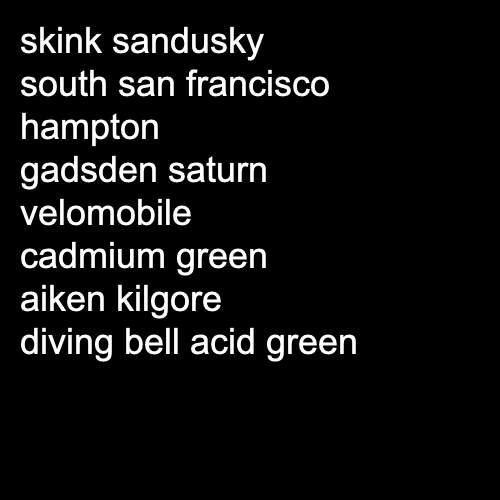 skink sandusky
south san francisco
hampton
gadsden saturn
velomobile
cadmium green
aiken kilgore
diving bell acid green